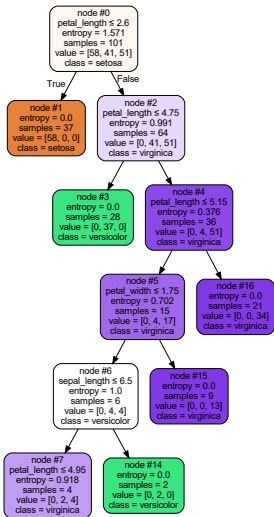 node #0
petal_length ≤ 2.6
entropy = 1.571
samples = 101
value = [58, 41, 51]
class = setosa
True
False
node #1
entropy = 0.0
samples = 37
value = [58, 0, 0]
class = setosa
node #2
petal_length ≤ 4.75
entropy = 0.991
samples = 64
value = [0, 41, 51]
class = virginica
node #3
entropy = 0.0
samples = 28
value = [0, 37, 0]
class = versicolor
node #4
petal_length ≤ 5.15
entropy = 0.376
samples = 36
value = [0, 4, 51]
class = virginica
node #5
petal_width ≤ 1.75
entropy = 0.702
samples = 15
value = [0, 4, 17]
class = virginica
node #16
entropy = 0.0
samples = 21
value = [0, 0, 34]
class = virginica
node #6
sepal_length ≤ 6.5
entropy = 1.0
samples = 6
value = [0, 4, 4]
class = versicolor
node #15
entropy = 0.0
samples = 9
value = [0, 0, 13]
class = virginica
node #7
petal_length ≤ 4.95
entropy = 0.918
samples = 4
value = [0, 2, 4]
class = virginica
node #14
entropy = 0.0
samples = 2
value = [0, 2, 0]
class = versicolor